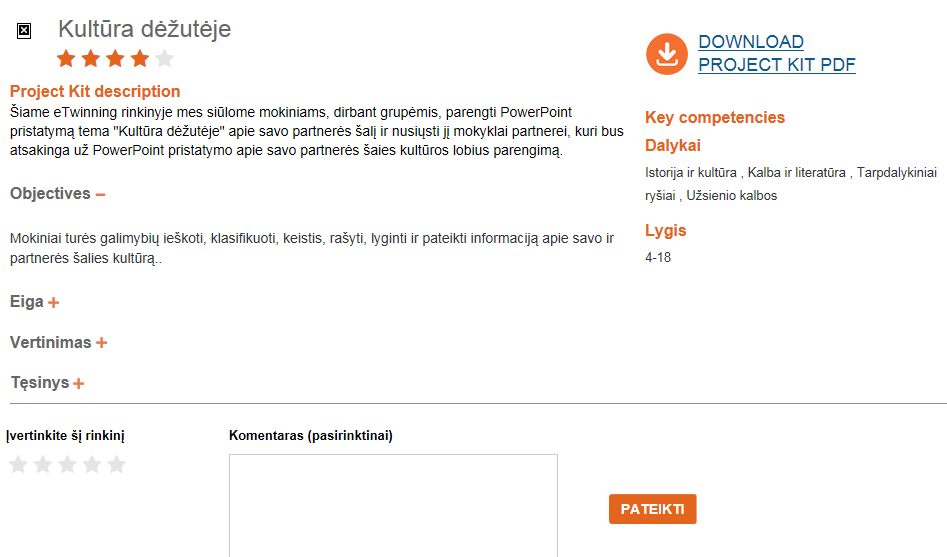 Kultūra dėžutėje
Project Kit description
Šiame eTwinning rinkinyje mes siūlome mokiniams, dirbant grupėmis, parengti PowerPoint
pristatymą tema "Kultūra dėžutėje" apie savo partnerės šalį ir nusiųsti jį mokyklai partnerei, kuri bus
atsakinga už PowerPoint pristatymo apie savo partnerės šaies kultūros lobius parengimą.
Objectives –
Mokiniai turės galimybių ieškoti, klasifikuoti, keistis, rašyti, lyginti ir pateikti informaciją apie savo ir
partnerės šalies kultūrą..
Eiga +
Vertinimas +
Tęsinys +
DOWNLOAD
PROJECT KIT PDF
Key competencies
Dalykai
Istorija ir kultūra , Kalba ir literatūra , Tarpdalykiniai
ryšiai , Užsienio kalbos
Lygis
4-18
Įvertinkite šį rinkinį
Komentaras (pasirinktinai)
PATEIKTI